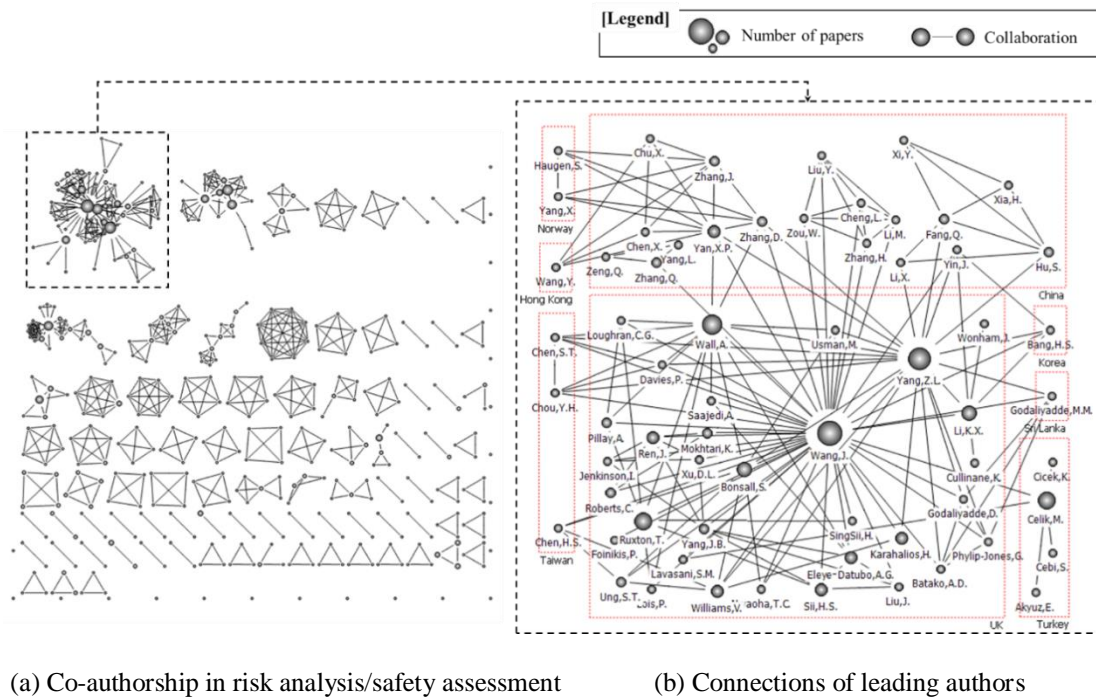 [Legend]
Number of papers
Collaboration
Xi,Y.
Chu,X.
Haugen,S.
Liu,Y.
Zhang,J.
Xia,H.
Yang,X.
Cheng,L.
Norway
Zou,W.
Li,M.
Fang,Q.
Chen,X.
Yan,X.P.
Zhang,D.
Yang,L.
Zhang,H.
Yin,J.
Hu,S.
Wang,Y.
Zeng,Q.
Zhang,Q.
Li,X.
Hong Kong
China
Loughran,C.G.
Wall,A.
Usman,M.
Wonham,J.
Bang,H.S.
Chen,S.T.
Korea
Davies,P.
Yang,Z.L.
Chou,Y.H.
Saajedi,A.
Godaliyadde,M.M.
Sri Lanka
Pillay,A.
Mokhtari,K.
Wang,J.
Li,K.X.
Ren,J.
Jenkinson,I.
Xu,D.L.
Bonsall,S.
Cullinane,K.
Cicek,K.
Roberts,C.
Godaliyadde,D.
Celik,M.
Chen,H.S.
Ruxton,T.
Yang,J.B.
SingSii,H.
Taiwan
Foinikis,P.
Karahalios,H.
Phylip-Jones,G.
Cebi,S.
Lavasani,S.M.
Eleye-Datubo,A.G.
Batako,A.D.
Ung,S.T.
Williams,V.
Sii,H.S.
Liu,J.
Akyuz,E.
UK
Turkey
(a) Co-authorship in risk analysis/safety assessment
(b) Connections of leading authors